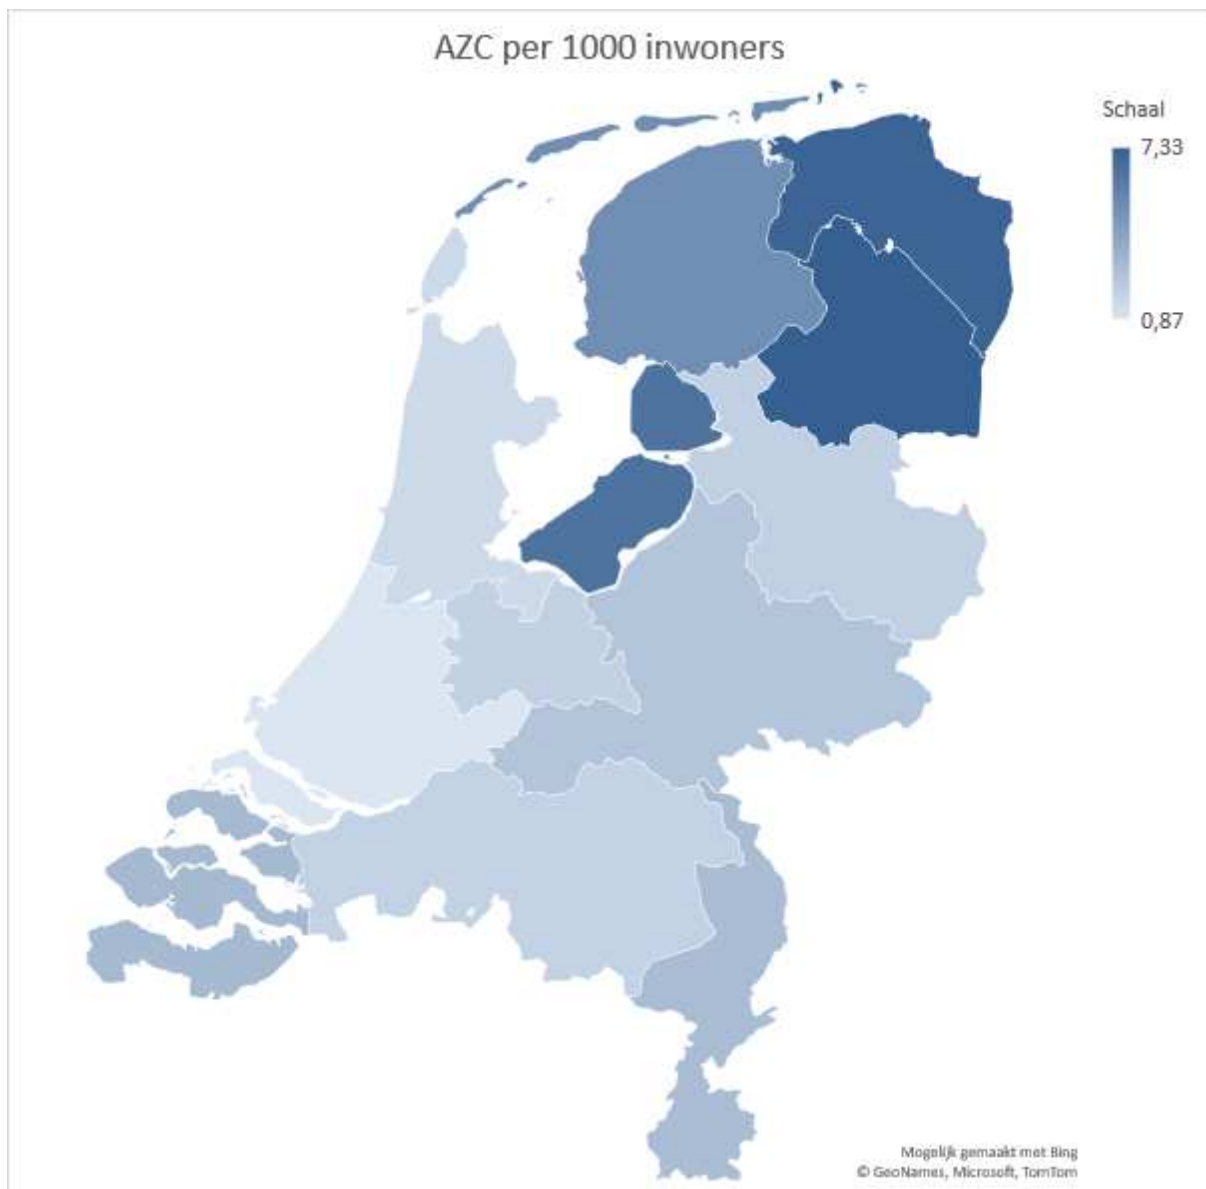 AZC per 1000 inwoners
Schaal
7,33
0,87
Mogelijk gemaakt met Bing
© GeoNames, Microsoft, TomTom